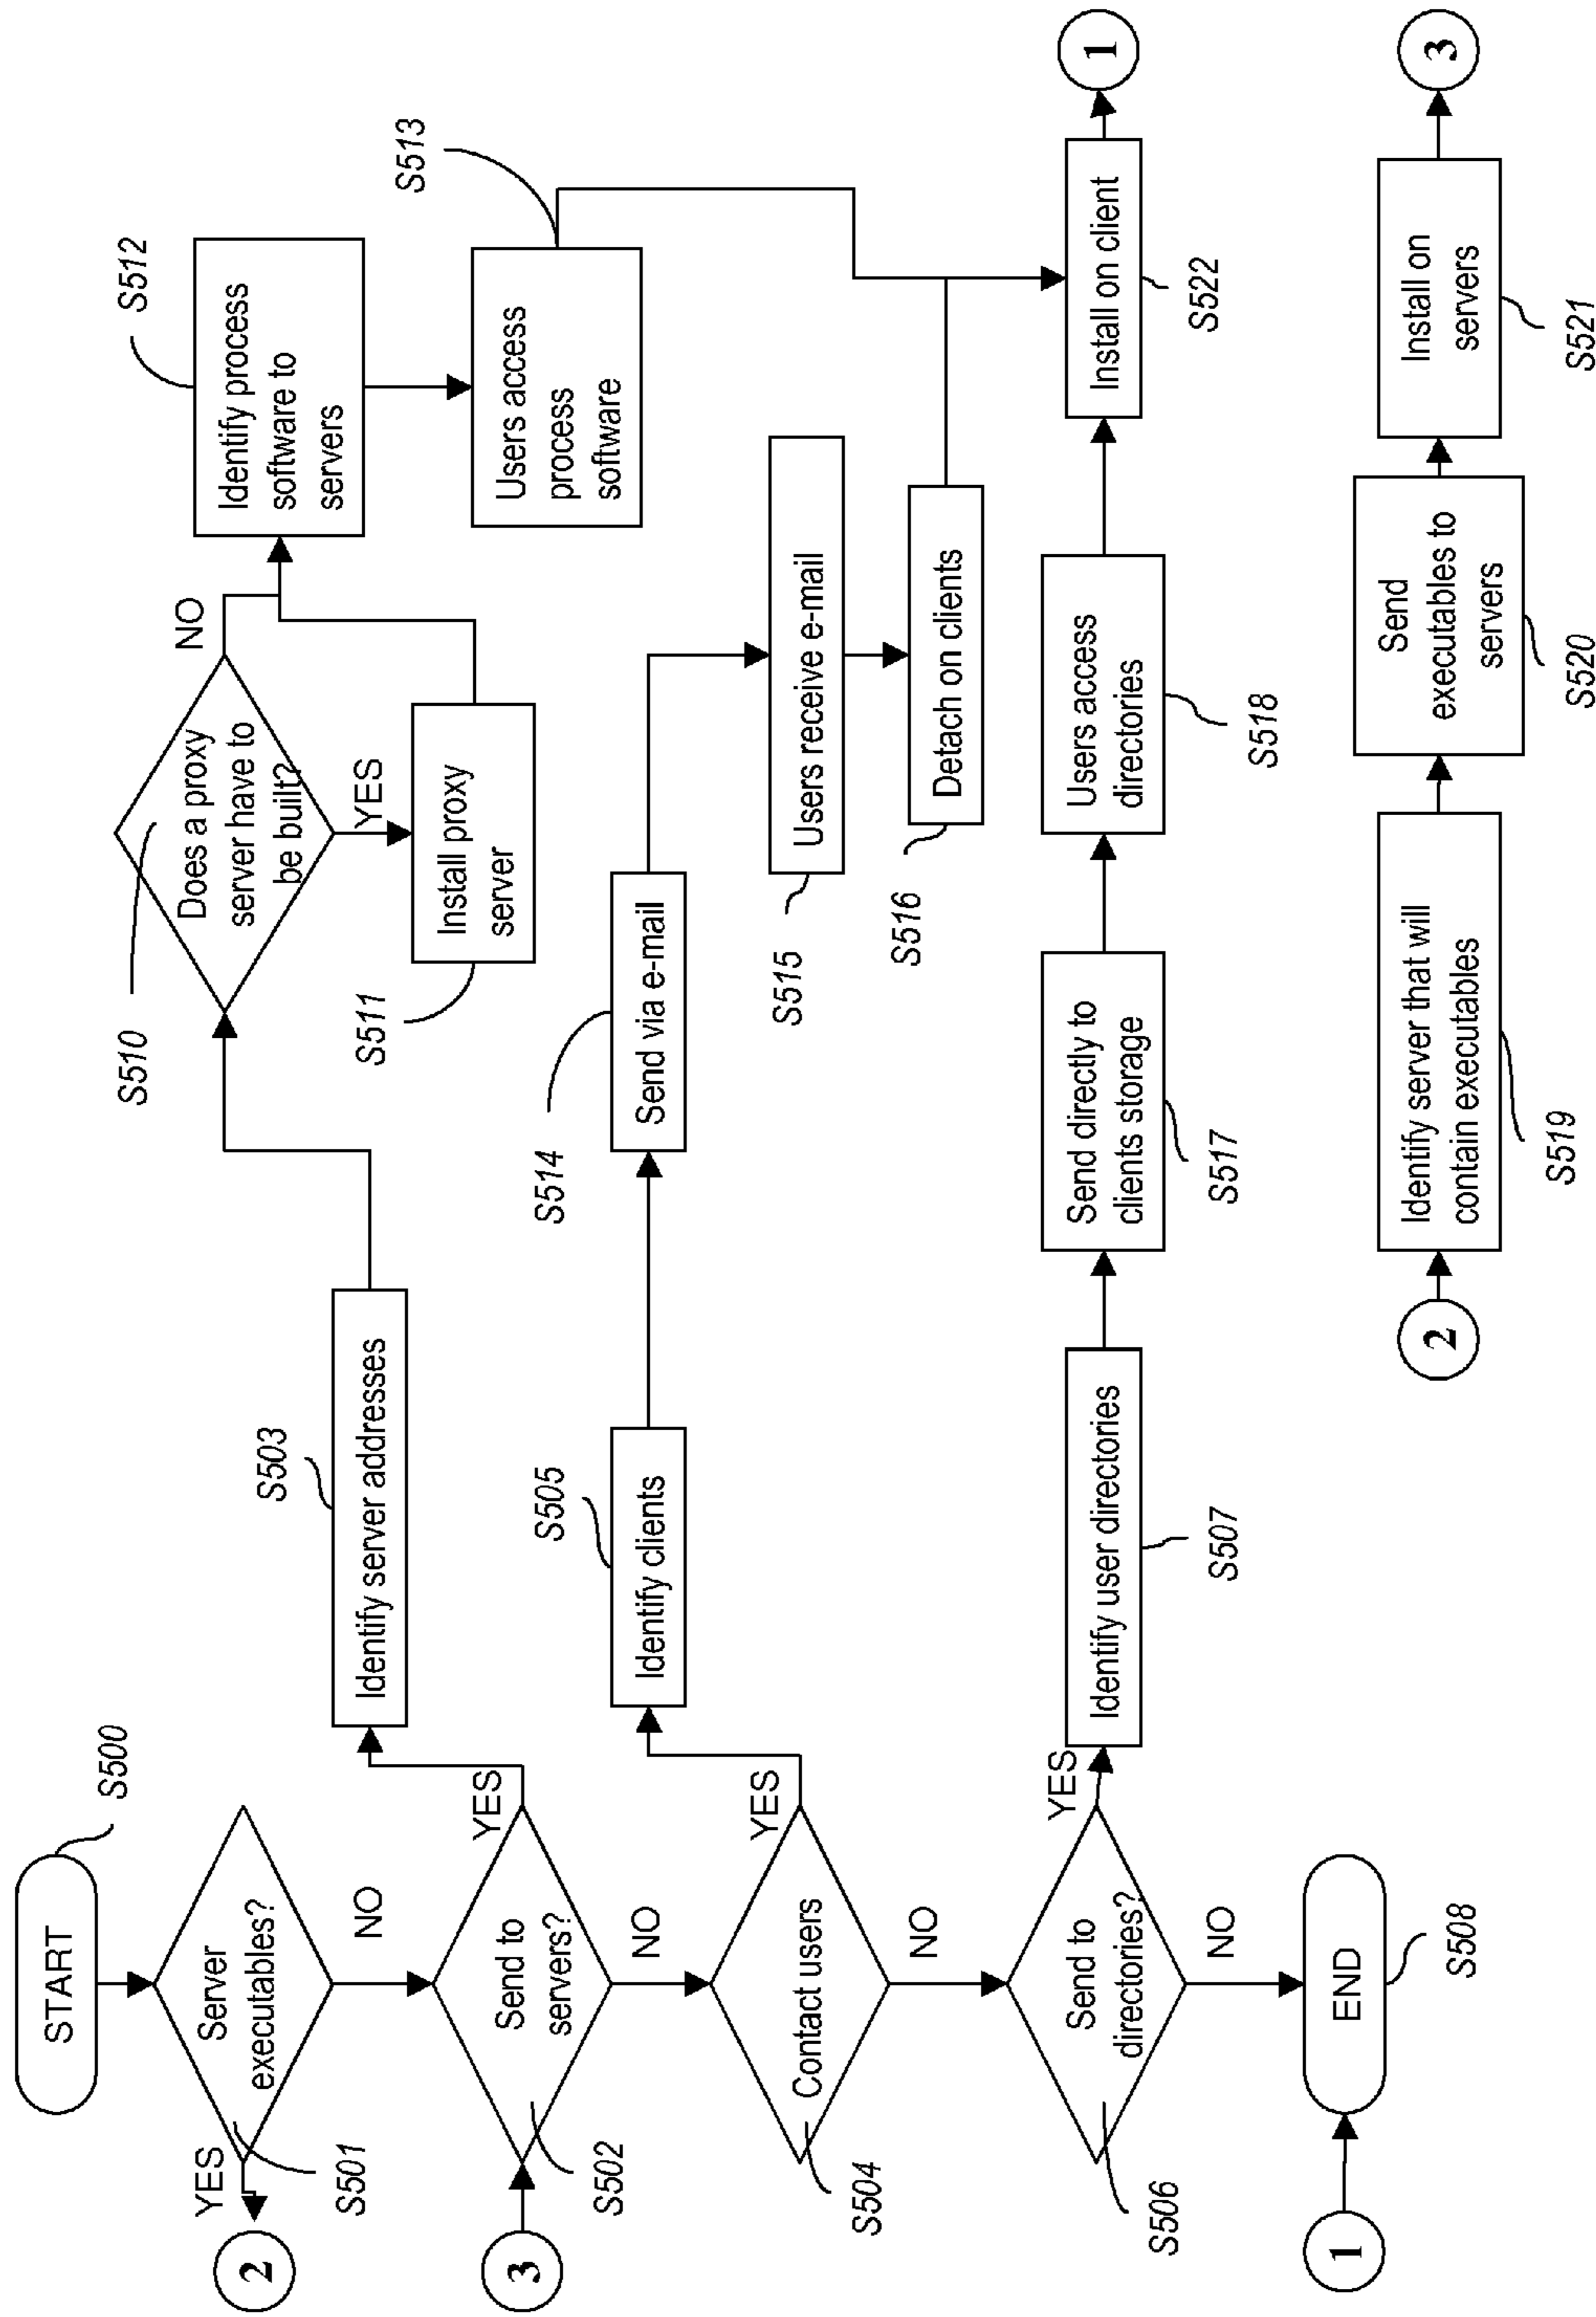 START
S500
Server
executables?
S501
YES
2
NO
3
Send to
servers?
S502
YES
NO
Identify server addresses
S503
Does a proxy
server have to
be built?
S510
NO
YES
Install proxy
server
S511
Identify process
software to
servers
S512
Users access
process
software
S513
Contact users
S504
YES
NO
Identify clients
S505
Send via e-mail
S514
Users receive e-mail
S515
Detach on clients
S516
Send to
directories?
S506
YES
NO
Identify user directories
S507
Send directly to
clients storage
S517
Users access
directories
S518
Install on client
S522
1
1
END
S508
2
Identify server that will
contain executables
S519
Send
executables to
servers
S520
Install on
servers
S521
3